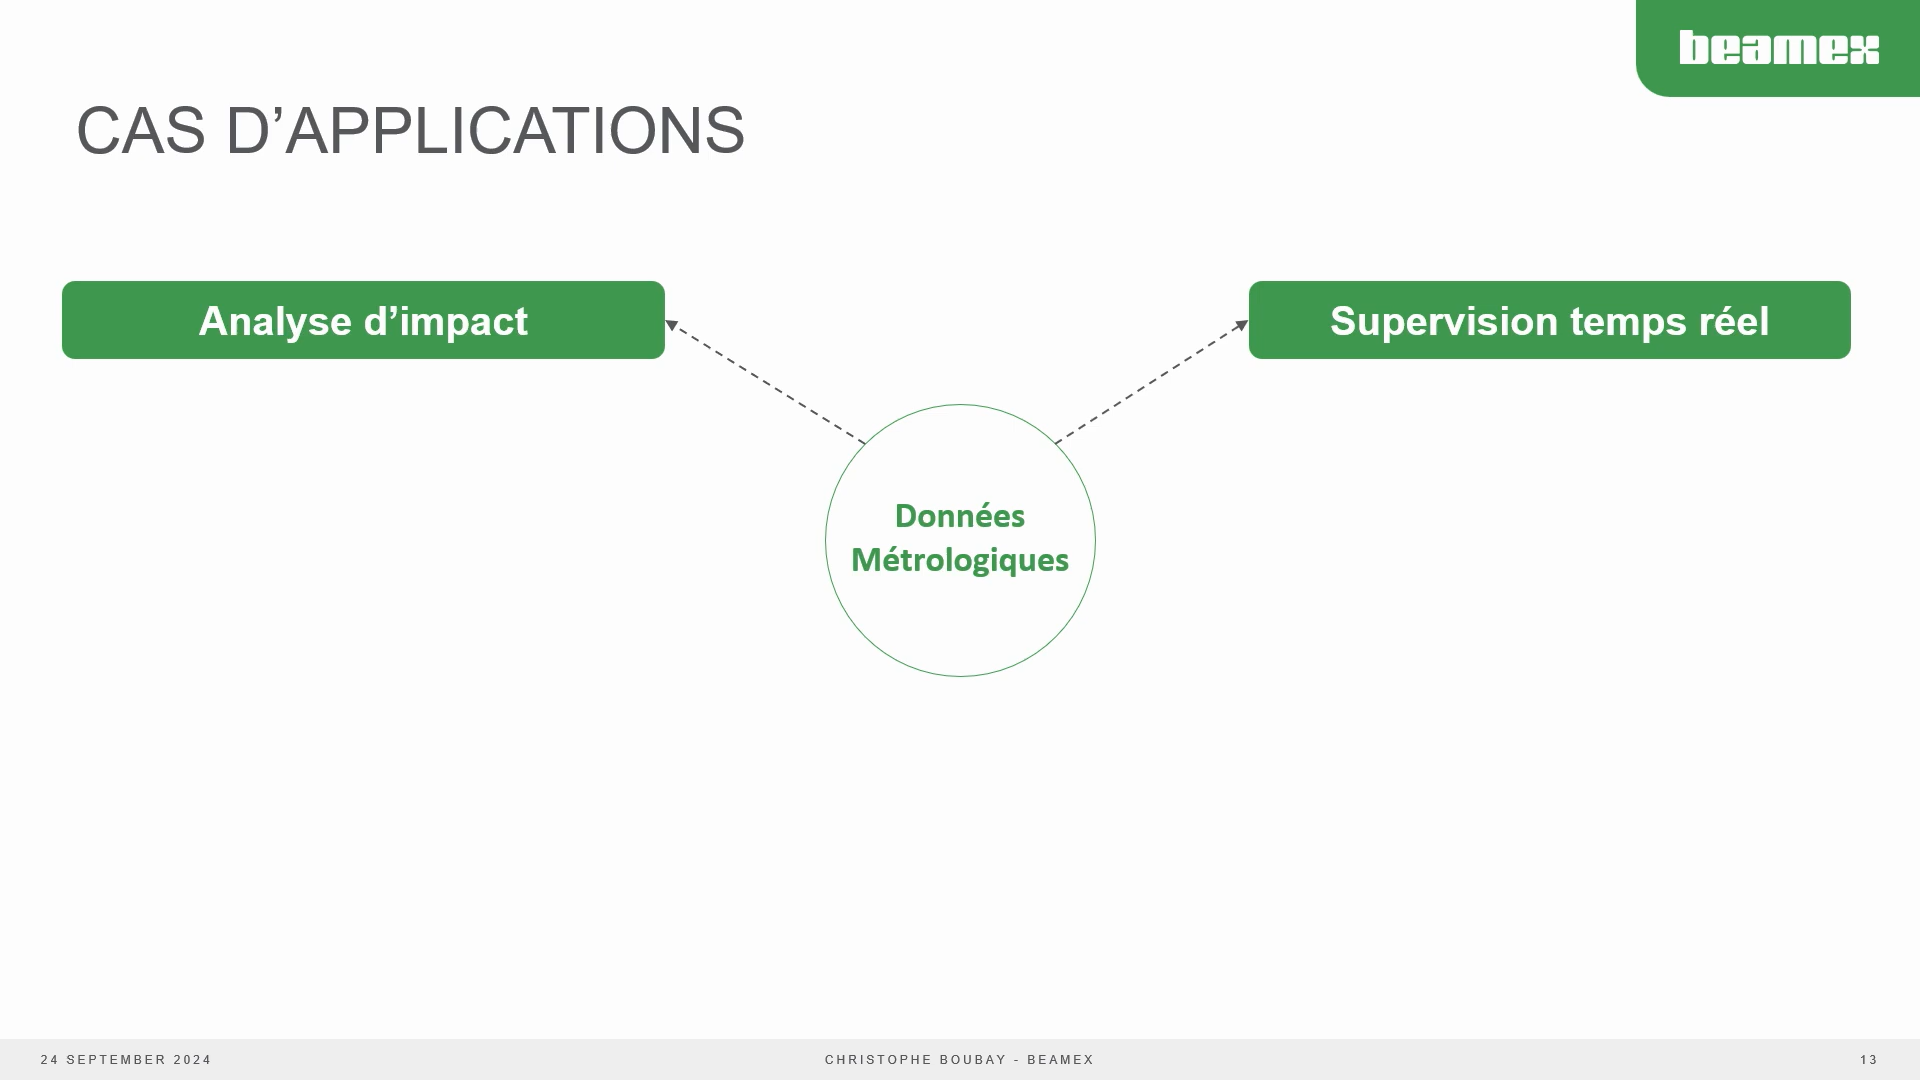 beamex
CAS D’APPLICATIONS
Analyse d’impact
Supervision temps réel
Données
Métrologiques
24 SEPTEMBER 2024
CHRISTOPHE BOUBAY - BEAMEX
13